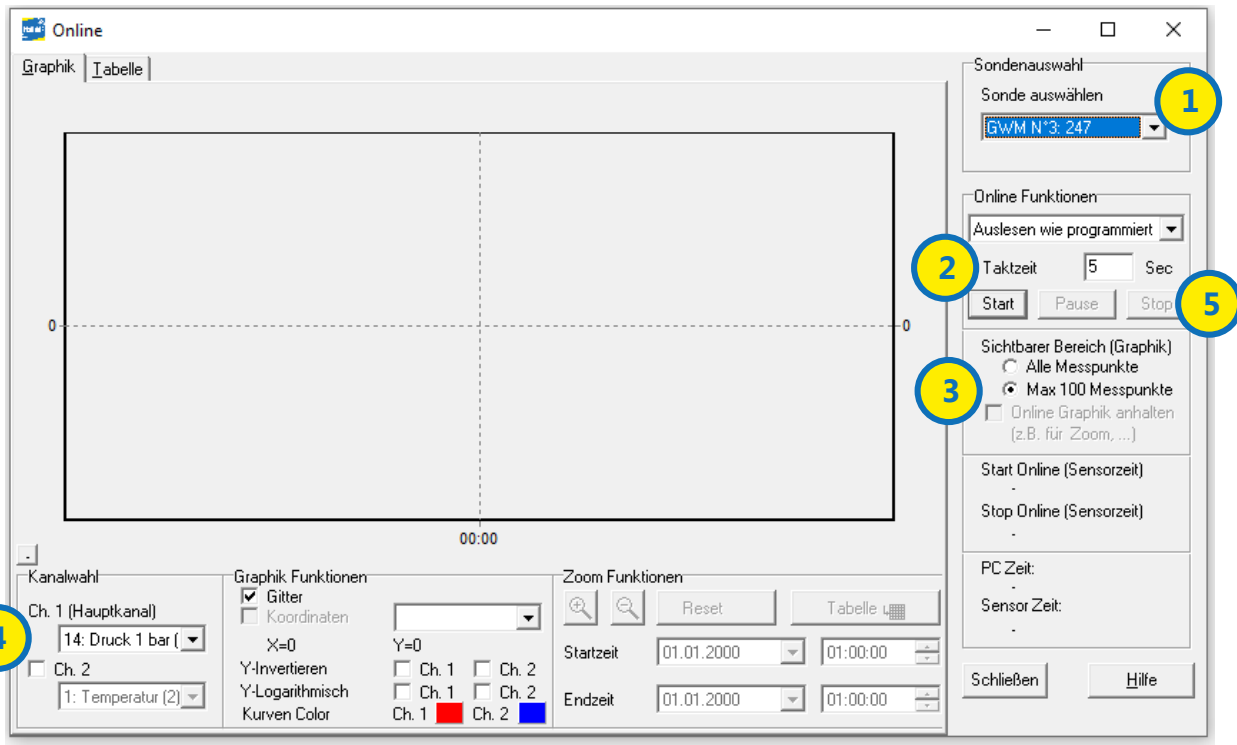 Online
Graphik Tabelle
0
0
00:00
.
Sondenauswahl
Sonde auswählen
1
GWM N°3: 247
Online Funktionen
Auslesen wie programmiert
2
Taktzeit 5 Sec
Start Pause Stop
5
Sichtbarer Bereich (Graphik)
Alle Messpunkte
3
Max 100 Messpunkte
Online Graphik anhalten
(z.B. für Zoom, ...)
Start Online (Sensorzeit)
-
Stop Online (Sensorzeit)
-
PC Zeit:
-
Sensor Zeit:
-
Schließen Hilfe
Kanalwahl
Ch. 1 (Hauptkanal)
4
14: Druck 1 bar (
Ch. 2
1: Temperatur (2)
Graphik Funktionen
Gitter
Koordinaten
X=0 Y=0
Y-Invertieren Ch. 1 Ch. 2
Y-Logarithmisch Ch. 1 Ch. 2
Kurven Color Ch. 1 Ch. 2
Zoom Funktionen
Reset Tabelle
Startzeit 01.01.2000 01:00:00
Endzeit 01.01.2000 01:00:00